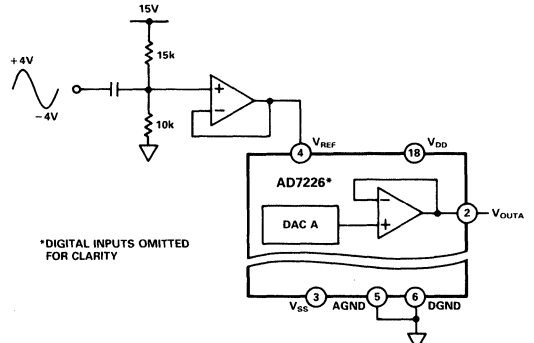 15V
+4V
15k
−4V
10k
+
−
V_REF
V_DD
4
18
AD7226*
−
+
DAC A
2
V_OUTA
*DIGITAL INPUTS OMITTED
FOR CLARITY
V_SS 3 AGND 5 6 DGND